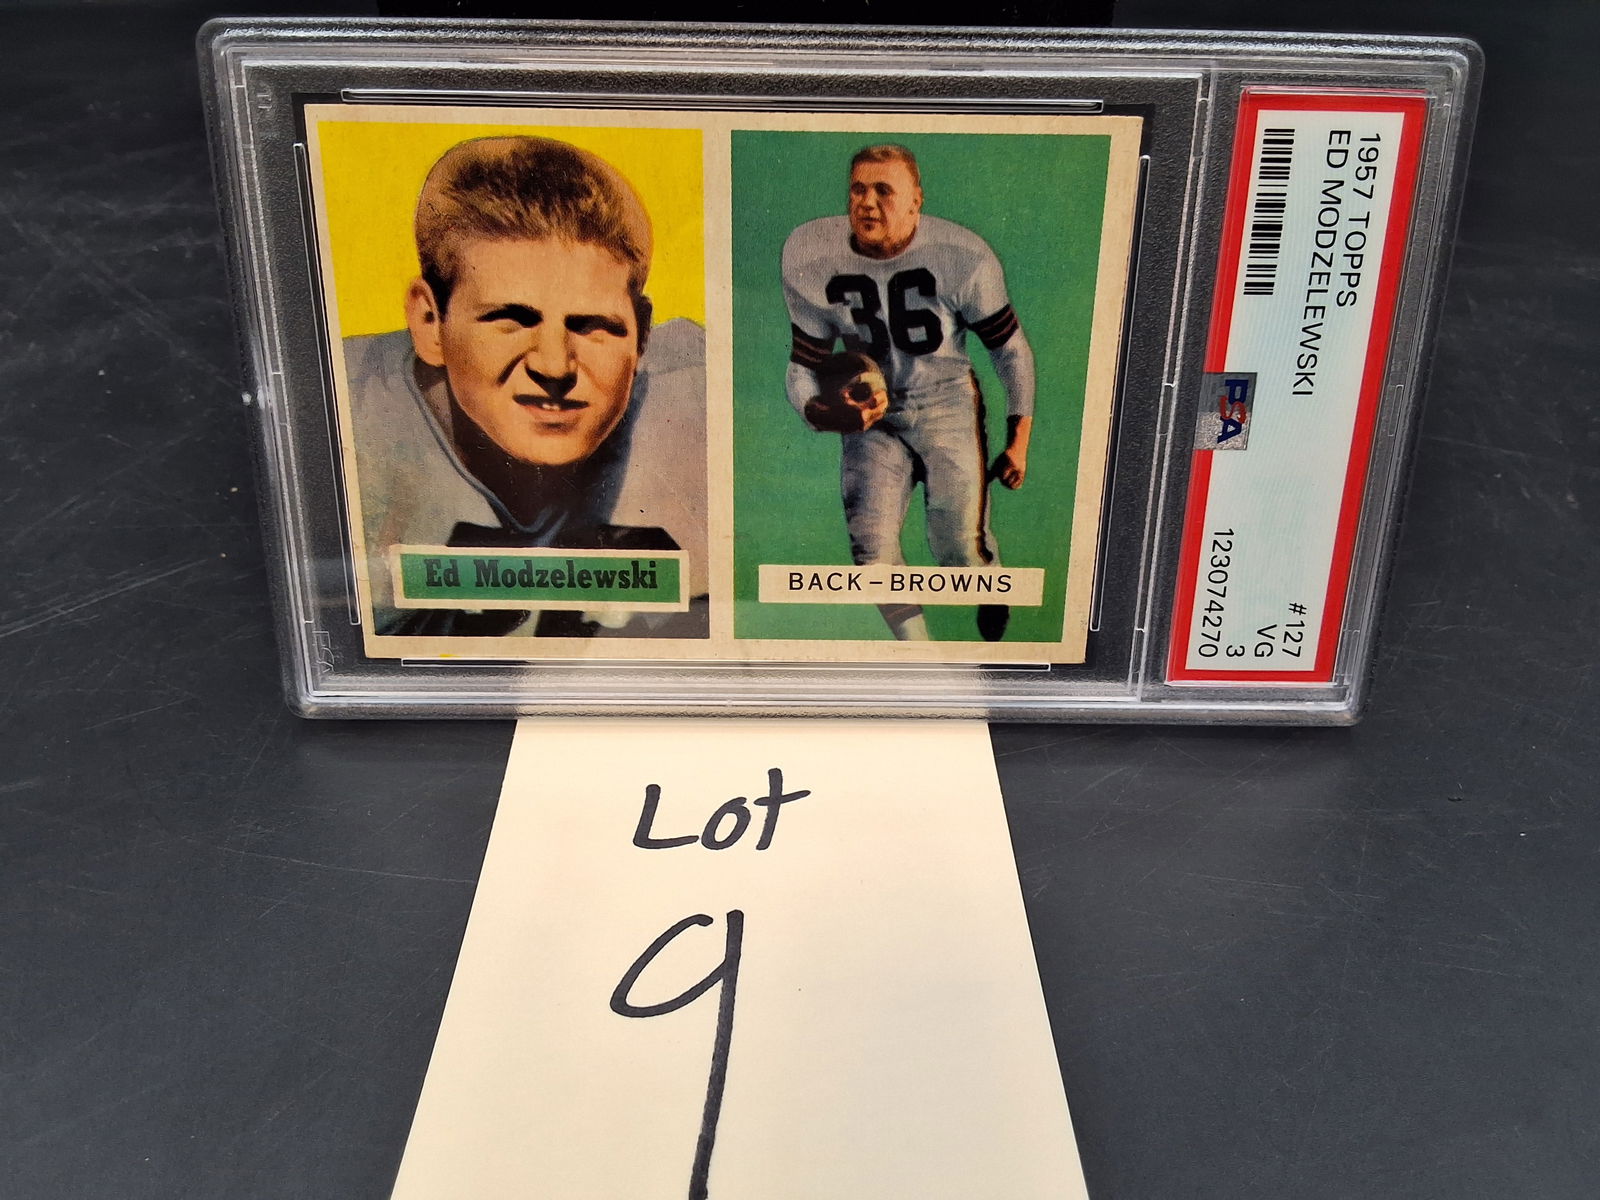 Ed Modzelewski
36
BACK-BROWNS
1957 TOPPS
ED MODZELEWSKI
#127
VG
3
123074270
PSA
Lot
9